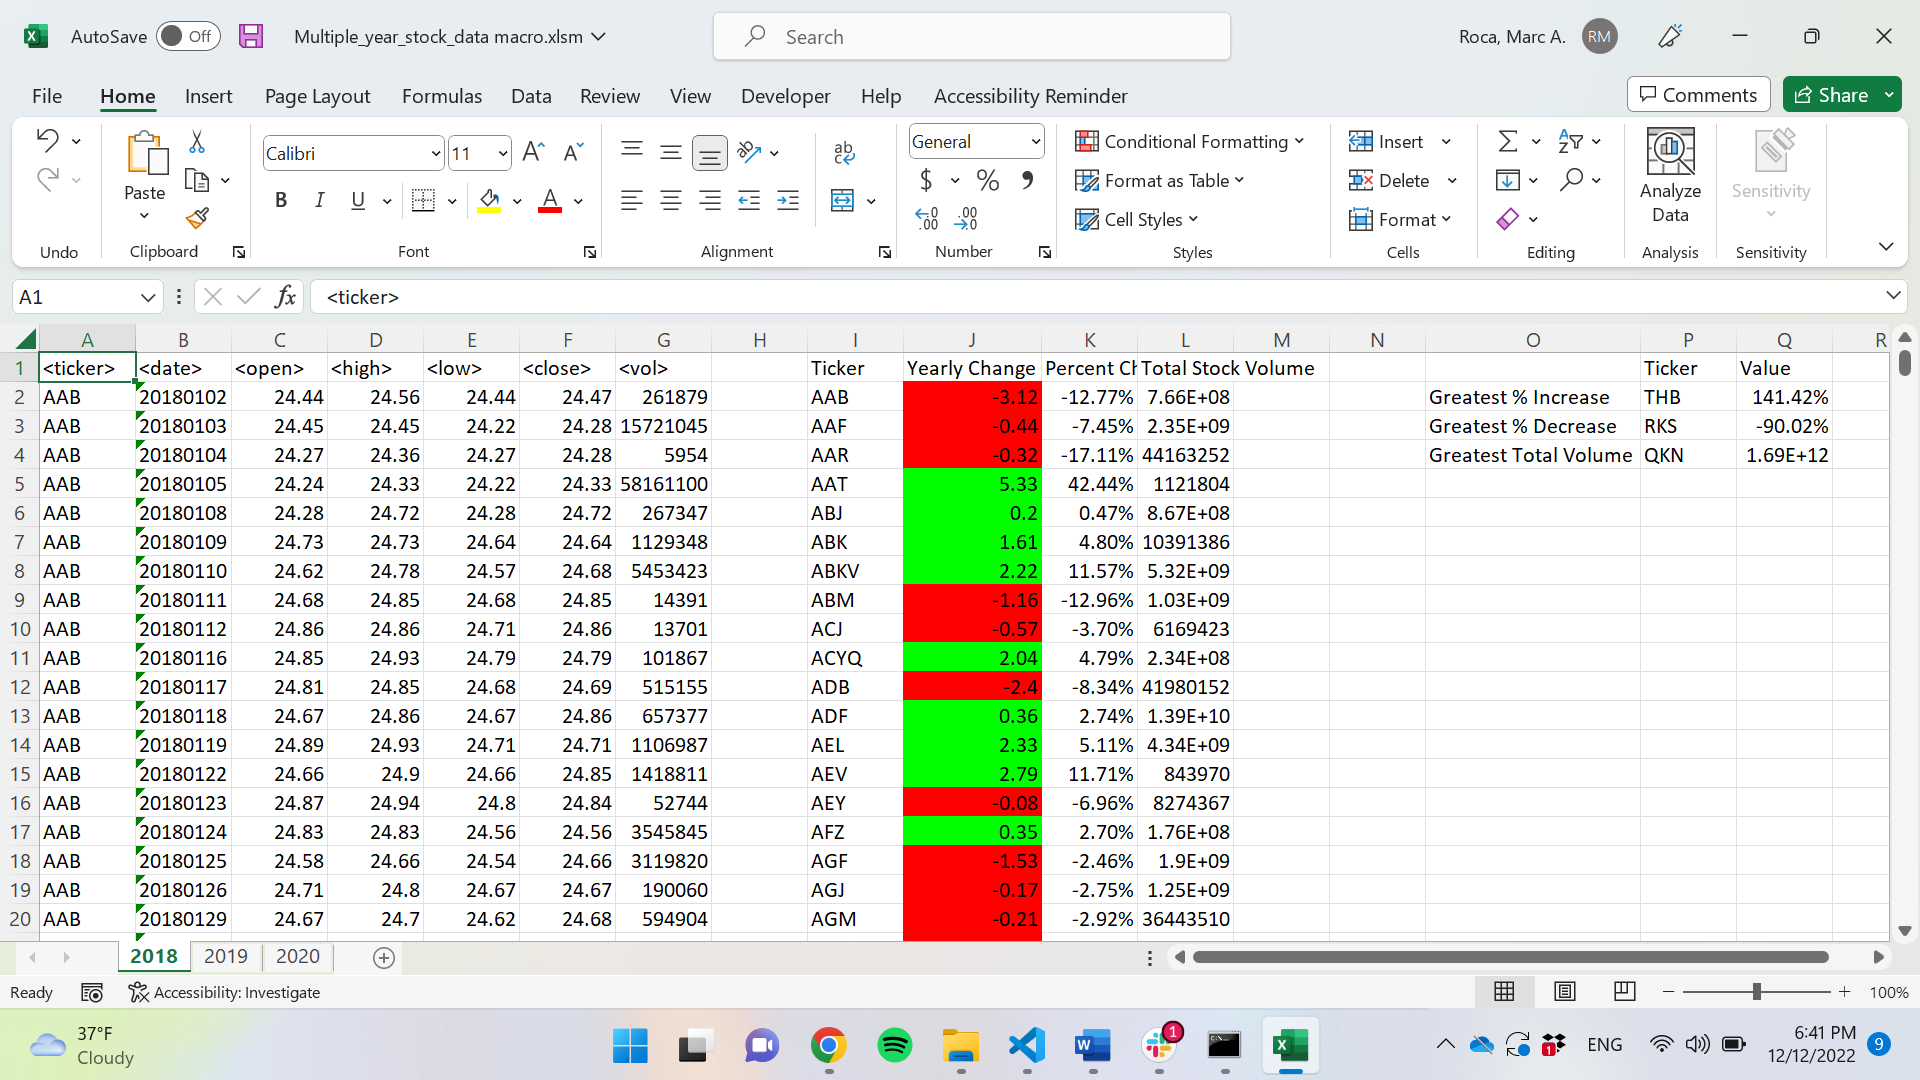 AutoSave Off Multiple_year_stock_data macro.xlsm Search Roca, Marc A. RM
File Home Insert Page Layout Formulas Data Review View Developer Help Accessibility Reminder Comments Share
Calibri 11 General Conditional Formatting Insert
Paste Format as Table Delete Analyze Data Sensitivity
B I U $ % Cell Styles Format
Undo Clipboard Font Alignment Number Styles Cells Editing Analysis Sensitivity
A1 fx <ticker>
A B C D E F G H I J K L M N O P Q R
1 <ticker> <date> <open> <high> <low> <close> <vol> Ticker Yearly Change Percent Ch Total Stock Volume Ticker Value
2 AAB 20180102 24.44 24.56 24.44 24.47 261879 AAB -3.12 -12.77% 7.66E+08 Greatest % Increase THB 141.42%
3 AAB 20180103 24.45 24.45 24.22 24.28 15721045 AAF -0.44 -7.45% 2.35E+09 Greatest % Decrease RKS -90.02%
4 AAB 20180104 24.27 24.36 24.27 24.28 5954 AAR -0.32 -17.11% 44163252 Greatest Total Volume QKN 1.69E+12
5 AAB 20180105 24.24 24.33 24.22 24.33 58161100 AAT 5.33 42.44% 1121804
6 AAB 20180108 24.28 24.72 24.28 24.72 267347 ABJ 0.2 0.47% 8.67E+08
7 AAB 20180109 24.73 24.73 24.64 24.64 1129348 ABK 1.61 4.80% 10391386
8 AAB 20180110 24.62 24.78 24.57 24.68 5453423 ABKV 2.22 11.57% 5.32E+09
9 AAB 20180111 24.68 24.85 24.68 24.85 14391 ABM -1.16 -12.96% 1.03E+09
10 AAB 20180112 24.86 24.86 24.71 24.86 13701 ACJ -0.57 -3.70% 6169423
11 AAB 20180116 24.85 24.93 24.79 24.79 101867 ACYQ 2.04 4.79% 2.34E+08
12 AAB 20180117 24.81 24.85 24.68 24.69 515155 ADB -2.4 -8.34% 41980152
13 AAB 20180118 24.67 24.86 24.67 24.86 657377 ADF 0.36 2.74% 1.39E+10
14 AAB 20180119 24.89 24.93 24.71 24.71 1106987 AEL 2.33 5.11% 4.34E+09
15 AAB 20180122 24.66 24.9 24.66 24.85 1418811 AEV 2.79 11.71% 843970
16 AAB 20180123 24.87 24.94 24.8 24.84 52744 AEY -0.08 -6.96% 8274367
17 AAB 20180124 24.83 24.83 24.56 24.56 3545845 AFZ 0.35 2.70% 1.76E+08
18 AAB 20180125 24.58 24.66 24.54 24.66 3119820 AGF -1.53 -2.46% 1.9E+09
19 AAB 20180126 24.71 24.8 24.67 24.67 190060 AGJ -0.17 -2.75% 1.25E+09
20 AAB 20180129 24.67 24.7 24.62 24.68 594904 AGM -0.21 -2.92% 36443510
2018 2019 2020
Ready Accessibility: Investigate 100%
37°F 6:41 PM
Cloudy 1 1 ENG 12/12/2022 9